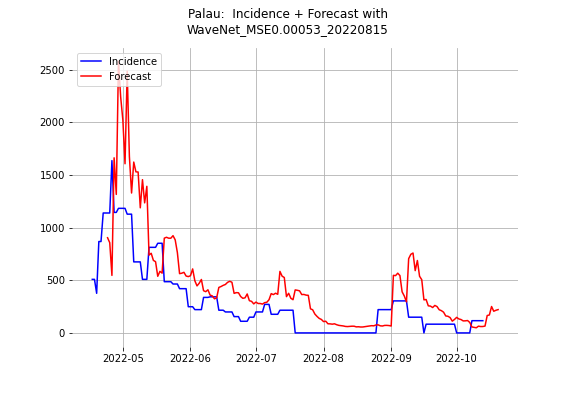 Palau:  Incidence + Forecast with
WaveNet_MSE0.00053_20220815
Incidence
Forecast
2500
2000
1500
1000
500
0
2022-05 2022-06 2022-07 2022-08 2022-09 2022-10